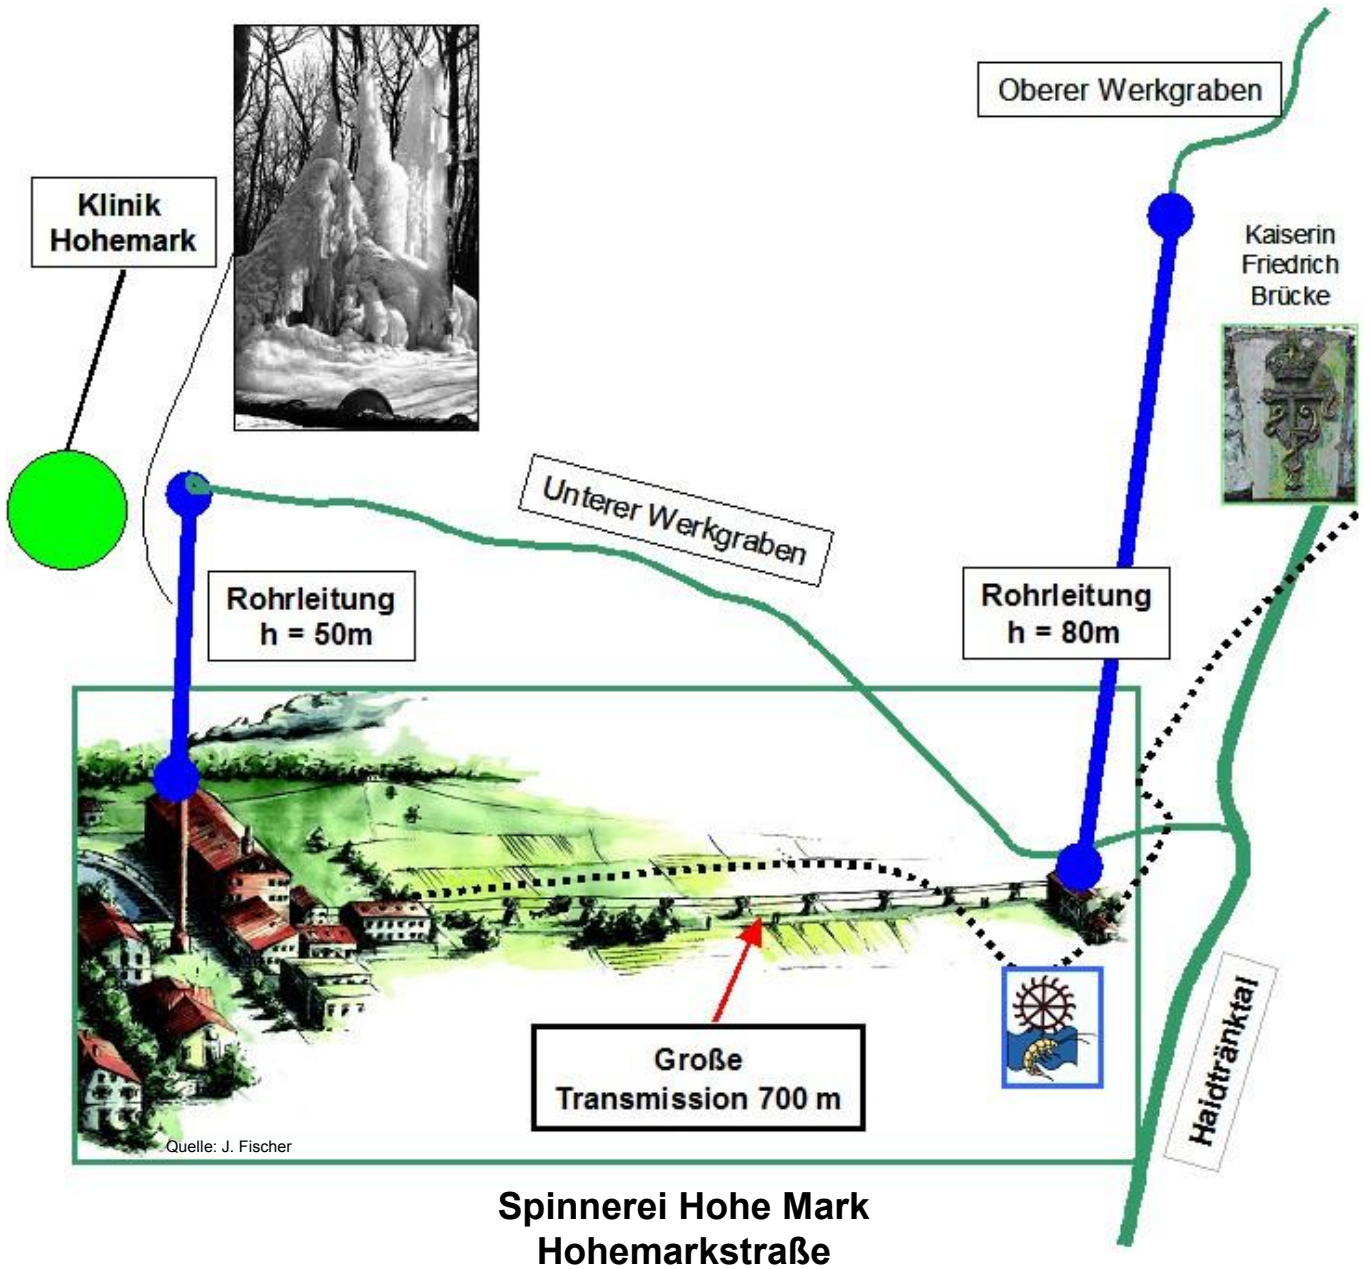 Oberer Werkgraben
Klinik
Hohemark
Kaiserin
Friedrich
Brücke
Unterer Werkgraben
Rohrleitung
h = 50m
Rohrleitung
h = 80m
Große
Transmission 700 m
Haidtränktal
Quelle: J. Fischer
Spinnerei Hohe Mark
Hohemarkstraße